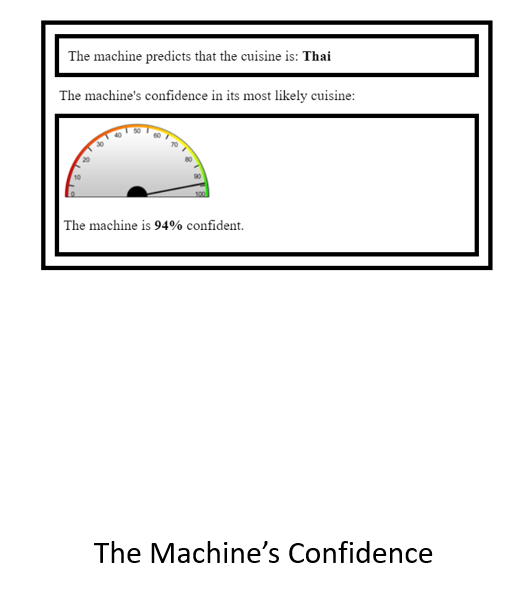 The machine predicts that the cuisine is: Thai
The machine's confidence in its most likely cuisine:
0 10 20 30 40 50 60 70 80 90 100
The machine is 94% confident.
The Machine’s Confidence